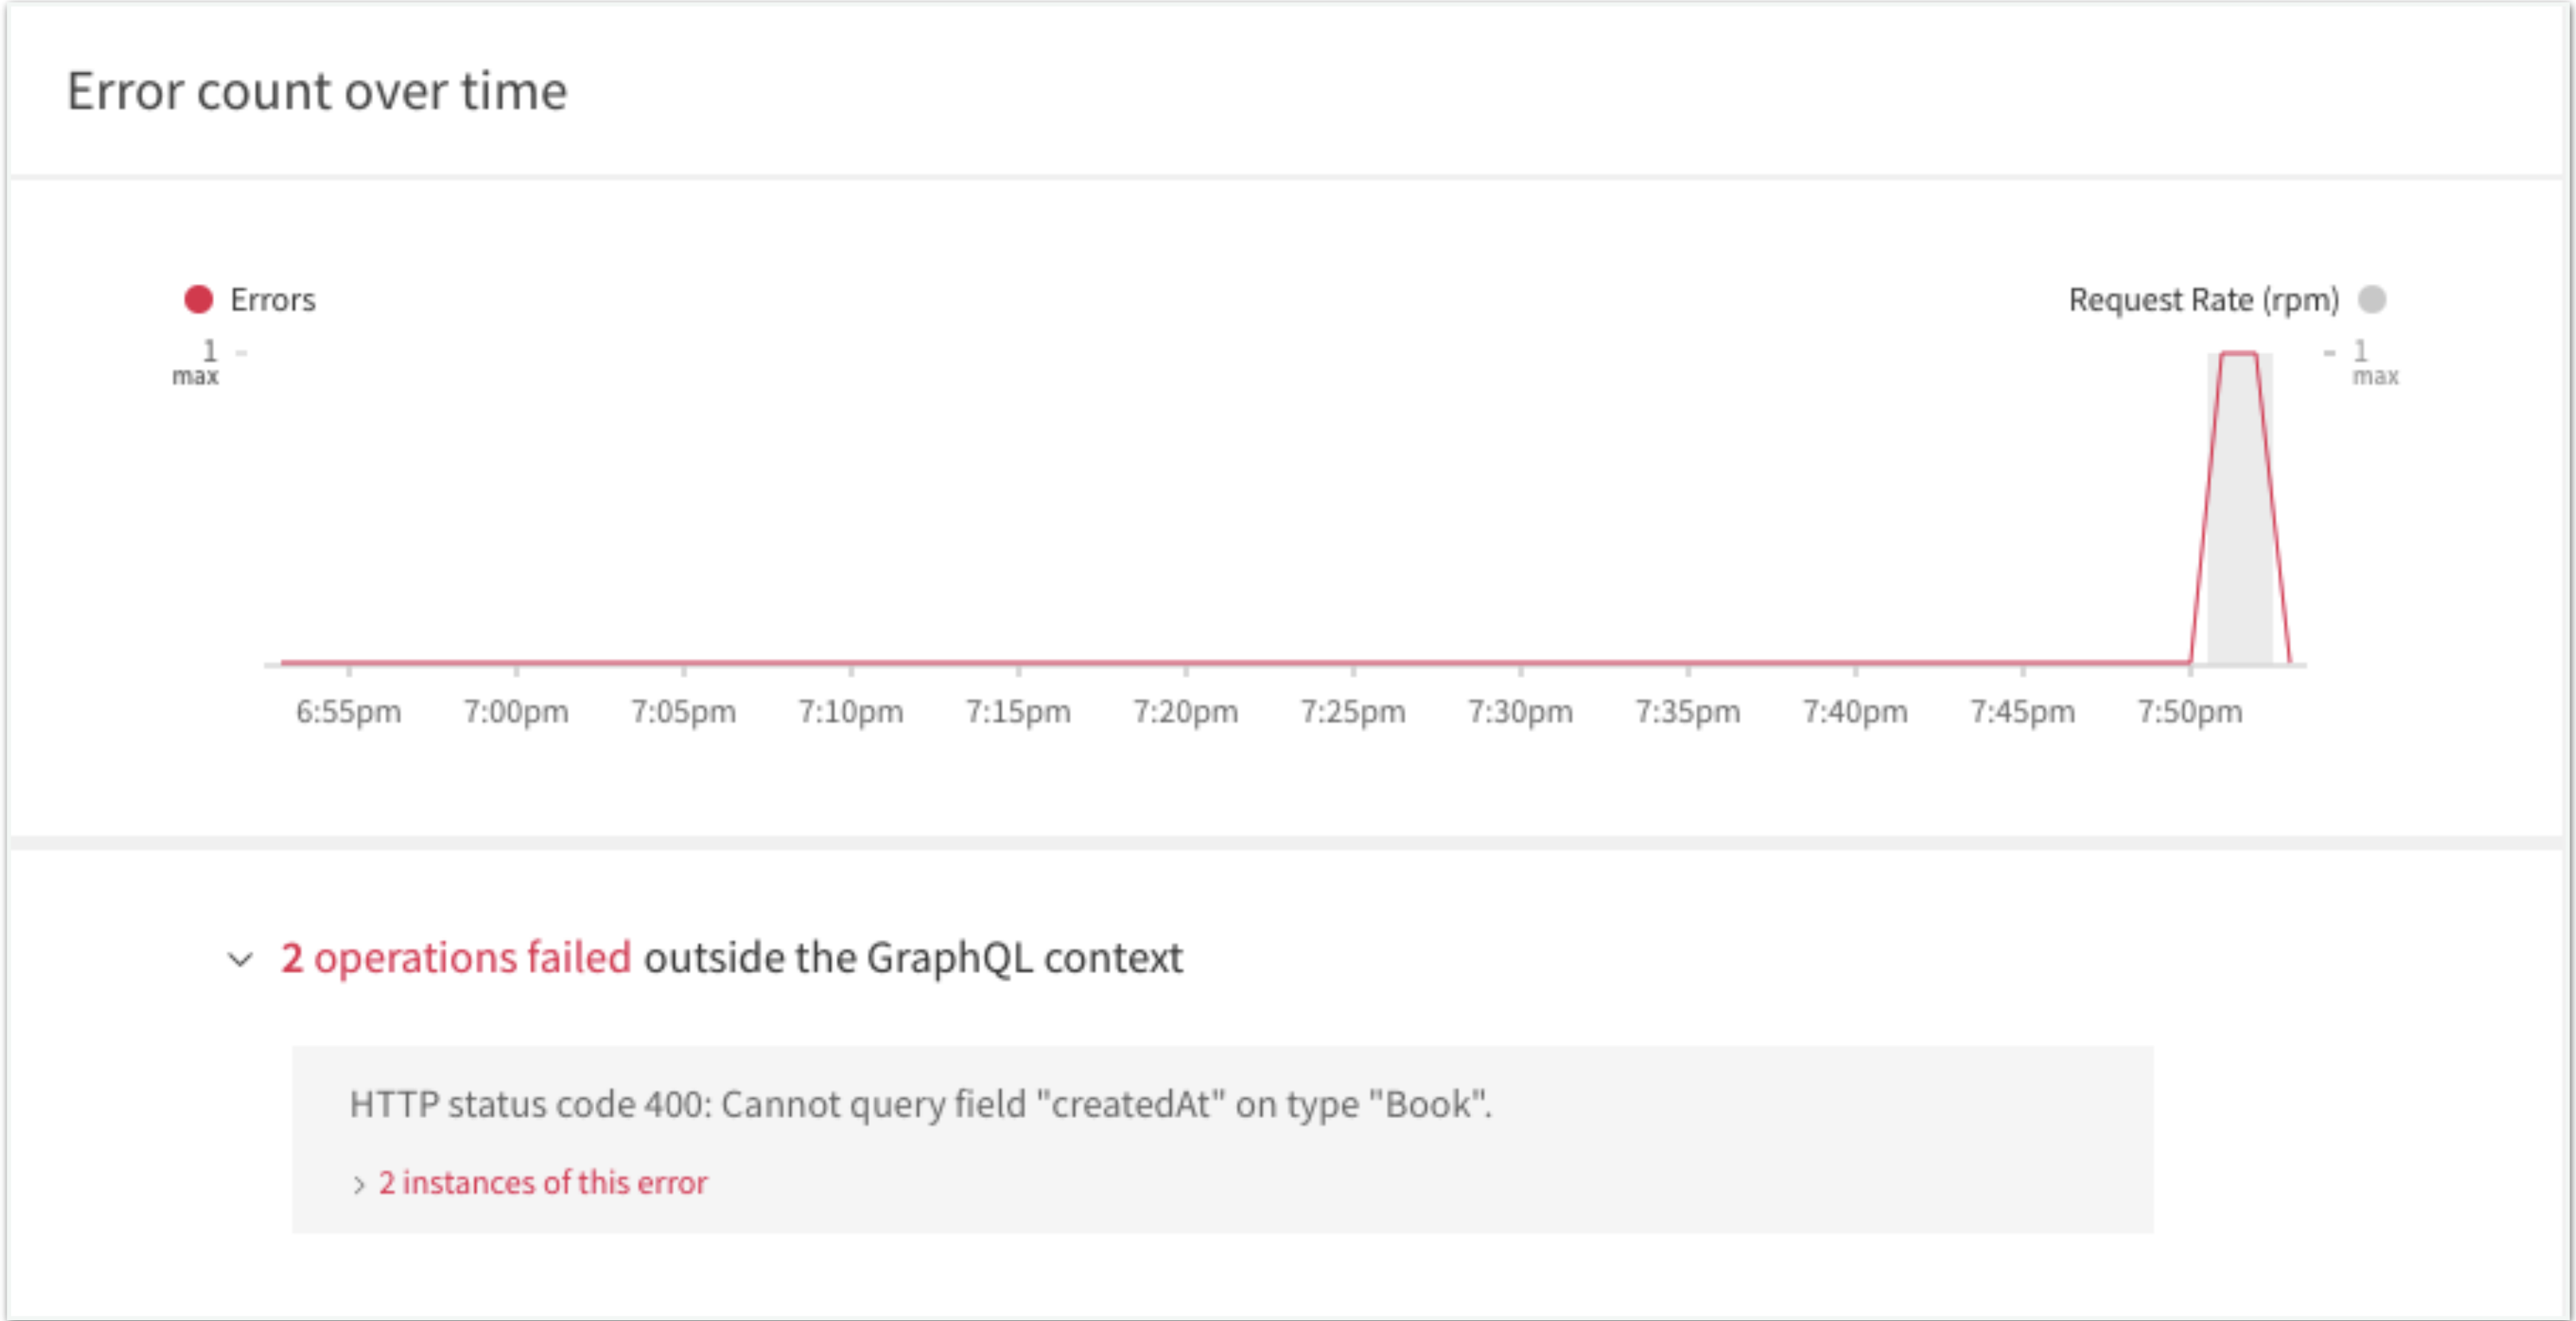 Error count over time
Errors
Request Rate (rpm)
1
max
1
max
6:55pm 7:00pm 7:05pm 7:10pm 7:15pm 7:20pm 7:25pm 7:30pm 7:35pm 7:40pm 7:45pm 7:50pm
2 operations failed outside the GraphQL context
HTTP status code 400: Cannot query field "createdAt" on type "Book".
2 instances of this error